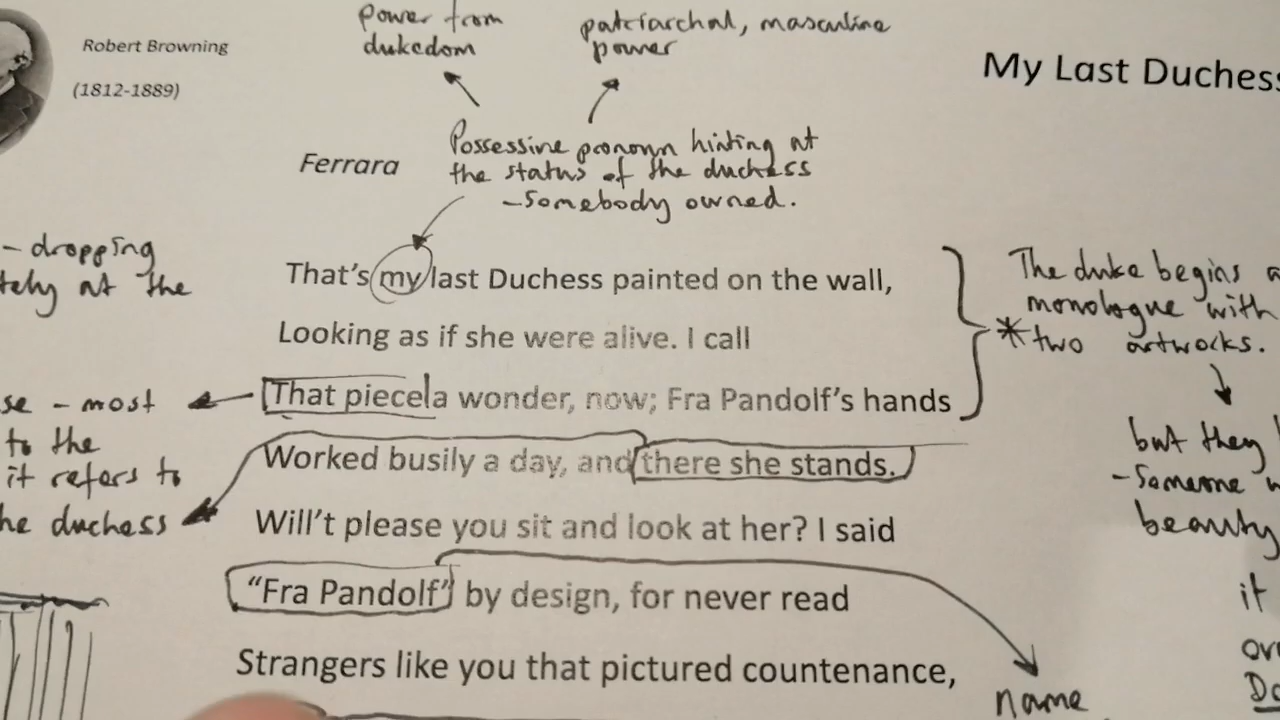 Robert Browning
(1812-1889)
power from
dukedom
patriarchal, masculine
power
My Last Duchess
Ferrara
Possessive pronoun hinting at
the status of the duchess
- somebody owned.
- dropping
at the
That's my last Duchess painted on the wall,
Looking as if she were alive. I call
That piece a wonder, now; Fra Pandolf's hands
Worked busily a day, and there she stands.
Will't please you sit and look at her? I said
"Fra Pandolf" by design, for never read
Strangers like you that pictured countenance,
The duke begins
monologue with
* two artworks.
- most
to the
it refers to
duchess
but they
- Someone
beauty
it
name